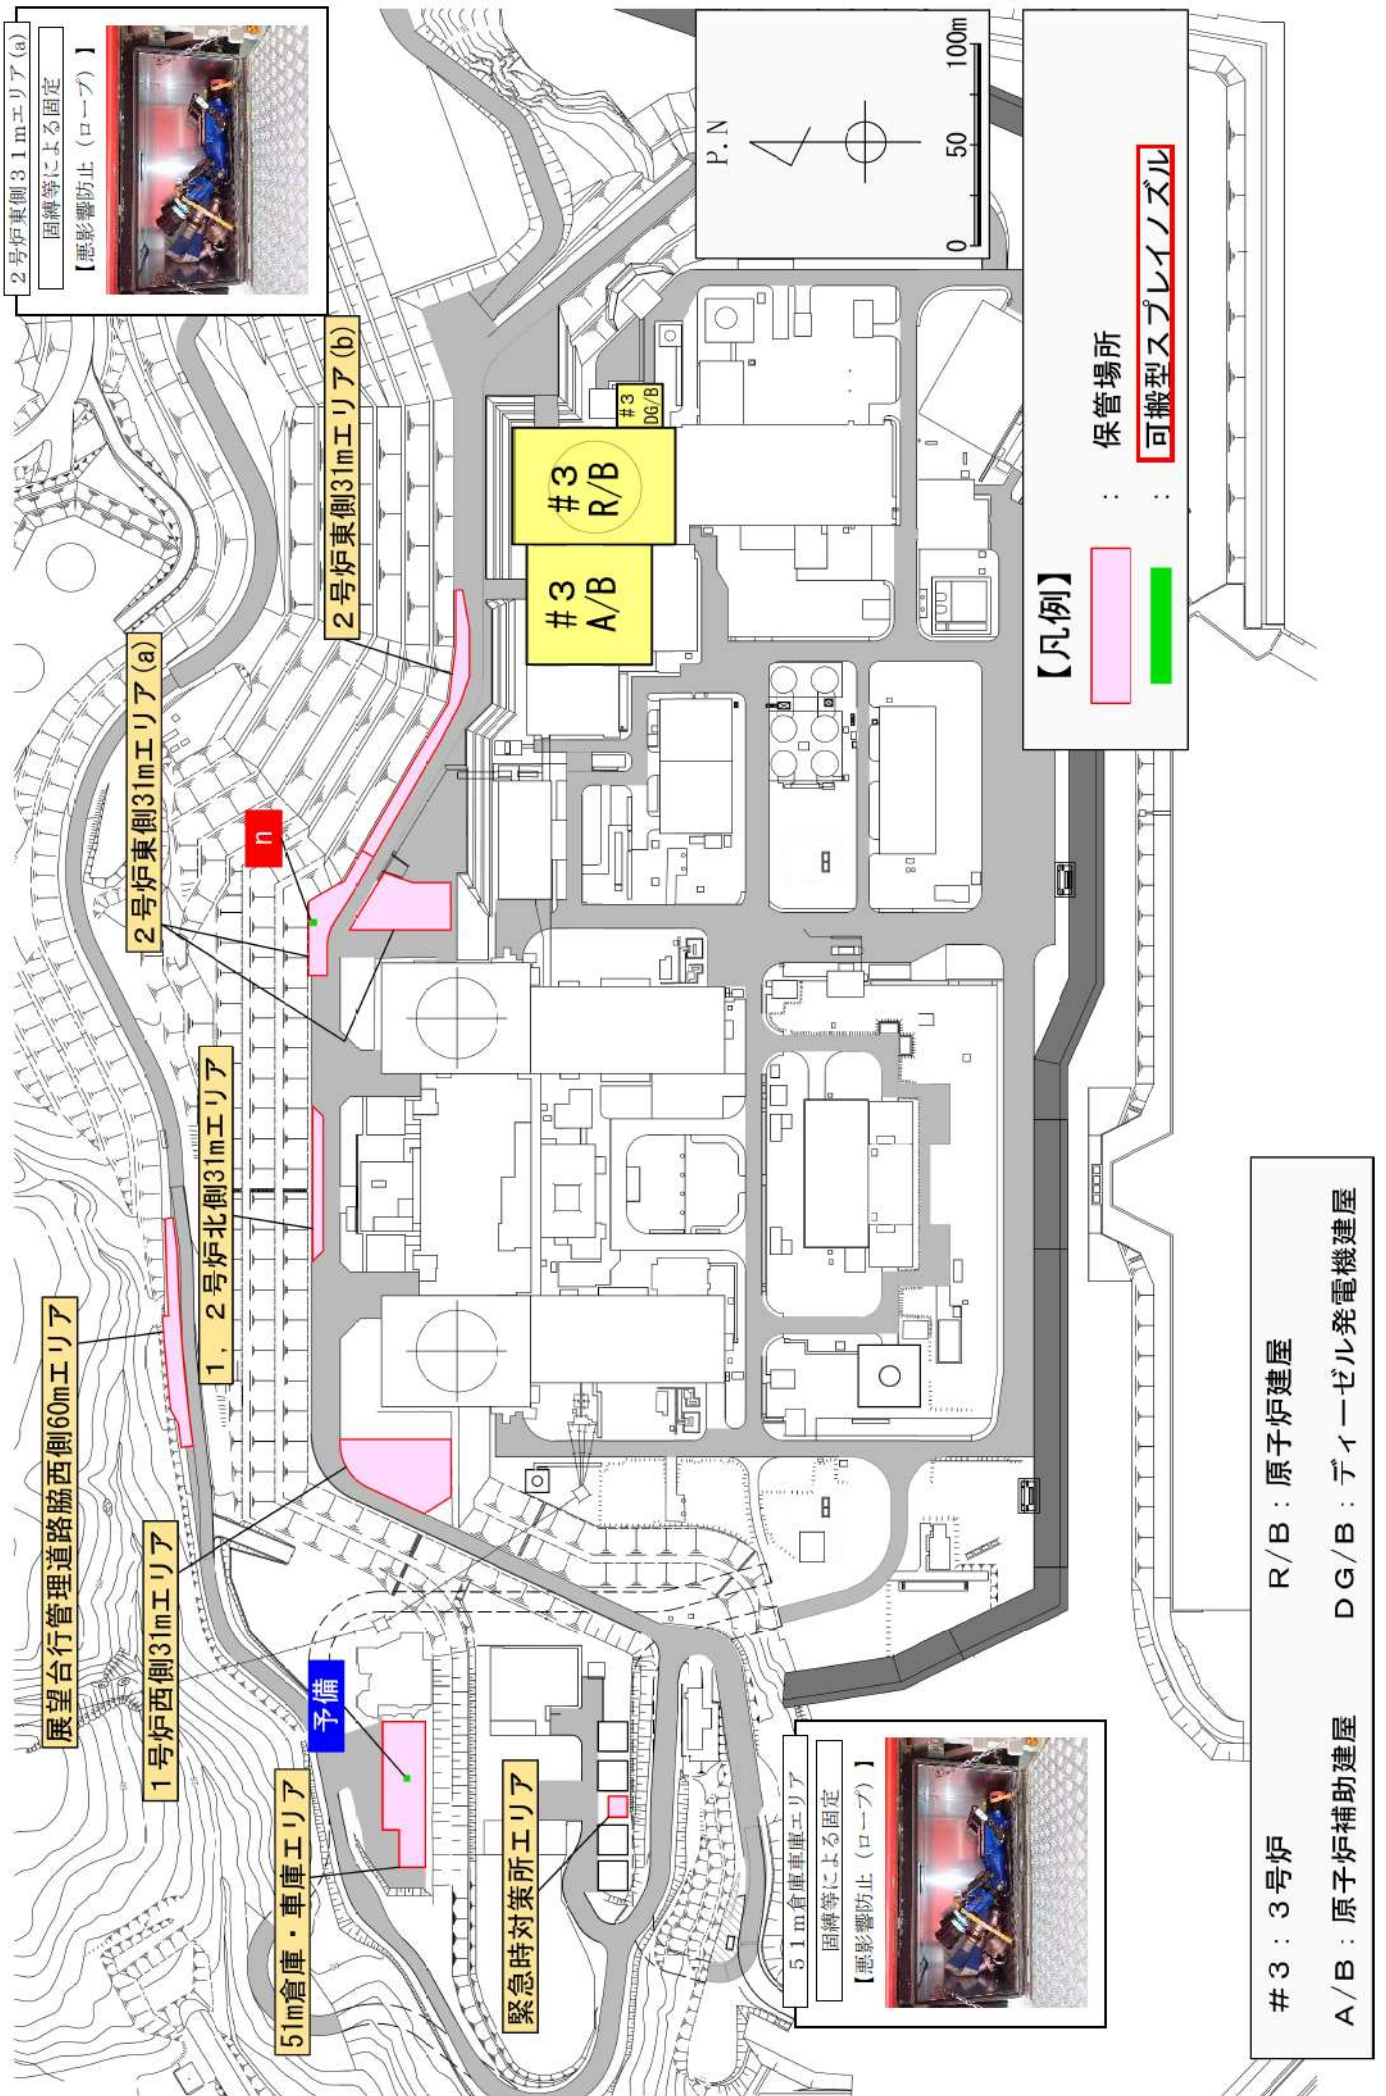 2号炉東側31mエリア(a)
固縛等による固定
【悪影響防止（ロープ）】
P.N
0 50 100m
【凡例】
： 保管場所
： 可搬型スプレイノズル
2号炉東側31mエリア(a)
2号炉東側31mエリア(b)
n
#3
R/B
#3
A/B
#3
DG/B
1，2号炉北側31mエリア
展望台行管理道路脇西側60mエリア
1号炉西側31mエリア
予備
51m倉庫・車庫エリア
緊急時対策所エリア
51m倉庫車庫エリア
固縛等による固定
【悪影響防止（ロープ）】
#3：3号炉 R/B：原子炉建屋
A/B：原子炉補助建屋 DG/B：ディーゼル発電機建屋